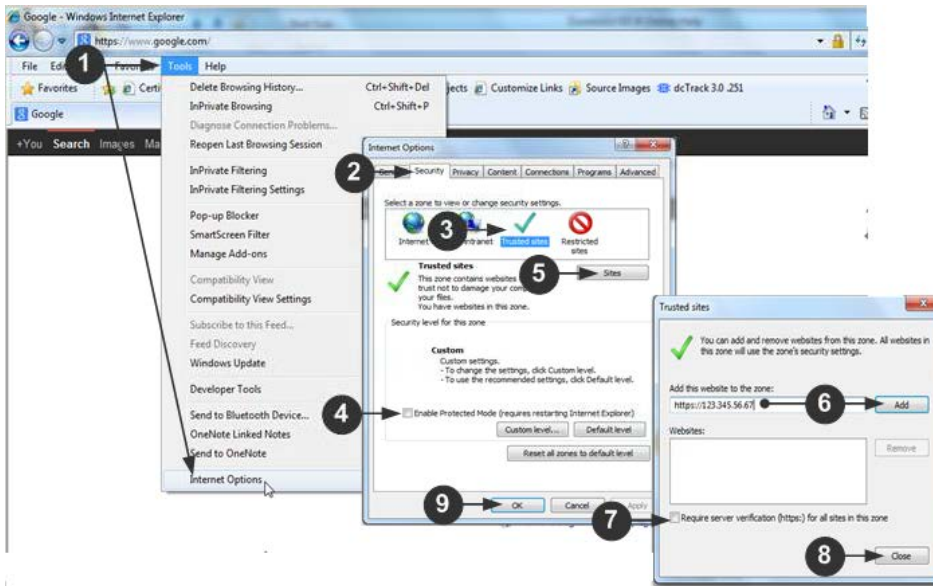 Google - Windows Internet Explorer
https://www.google.com/
File Tools Help
Favorites Customize Links Source Images dcTrack 3.0 .251
Google
+You Search Images
1
Delete Browsing History... Ctrl+Shift+Del
InPrivate Browsing Ctrl+Shift+P
Diagnose Connection Problems...
Reopen Last Browsing Session
InPrivate Filtering
InPrivate Filtering Settings
Pop-up Blocker
SmartScreen Filter
Manage Add-ons
Compatibility View
Compatibility View Settings
Subscribe to this Feed...
Feed Discovery
Windows Update
Developer Tools
Send to Bluetooth Device...
OneNote Linked Notes
Send to OneNote
Internet Options
Internet Options
2
Security Privacy Content Connections Programs Advanced
Select a zone to view or change security settings.
3
Internet Trusted sites Restricted
sites
Trusted sites
5
Sites
This zone contains websites
trust not to damage your
your files.
You have websites in this zone.
Security level for this zone
Custom
Custom settings.
- To change the settings, click Custom level.
- To use the recommended settings, click Default level.
4
Enable Protected Mode (requires restarting Internet Explorer)
Custom level... Default level
Reset all zones to default level
9
OK Cancel Apply
Trusted sites
You can add and remove websites from this zone. All websites in
this zone will use the zone's security settings.
Add this website to the zone:
https://123.345.56.67
6
Add
Websites:
Remove
7
Require server verification (https:) for all sites in this zone
8
Close